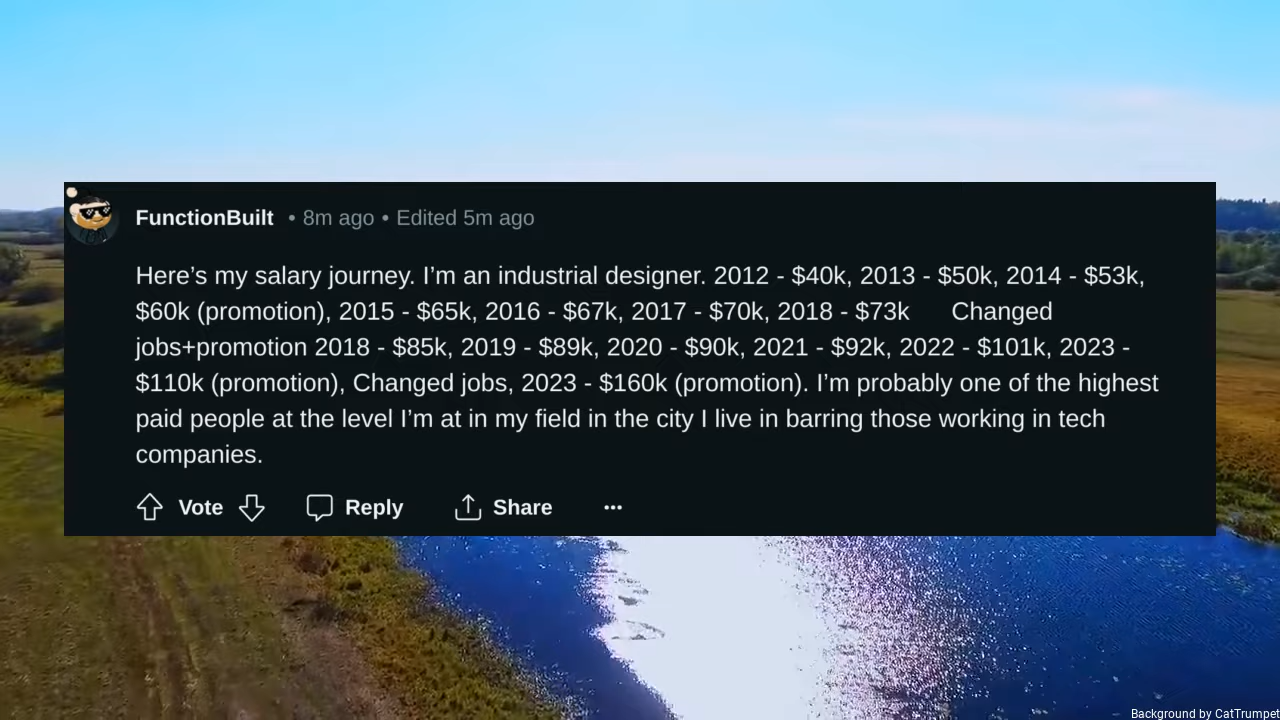 FunctionBuilt • 8m ago • Edited 5m ago
Here’s my salary journey. I’m an industrial designer. 2012 - $40k, 2013 - $50k, 2014 - $53k,
$60k (promotion), 2015 - $65k, 2016 - $67k, 2017 - $70k, 2018 - $73k Changed
jobs+promotion 2018 - $85k, 2019 - $89k, 2020 - $90k, 2021 - $92k, 2022 - $101k, 2023 -
$110k (promotion), Changed jobs, 2023 - $160k (promotion). I’m probably one of the highest
paid people at the level I’m at in my field in the city I live in barring those working in tech
companies.
Vote Reply Share ...
Background by CatTrumpet